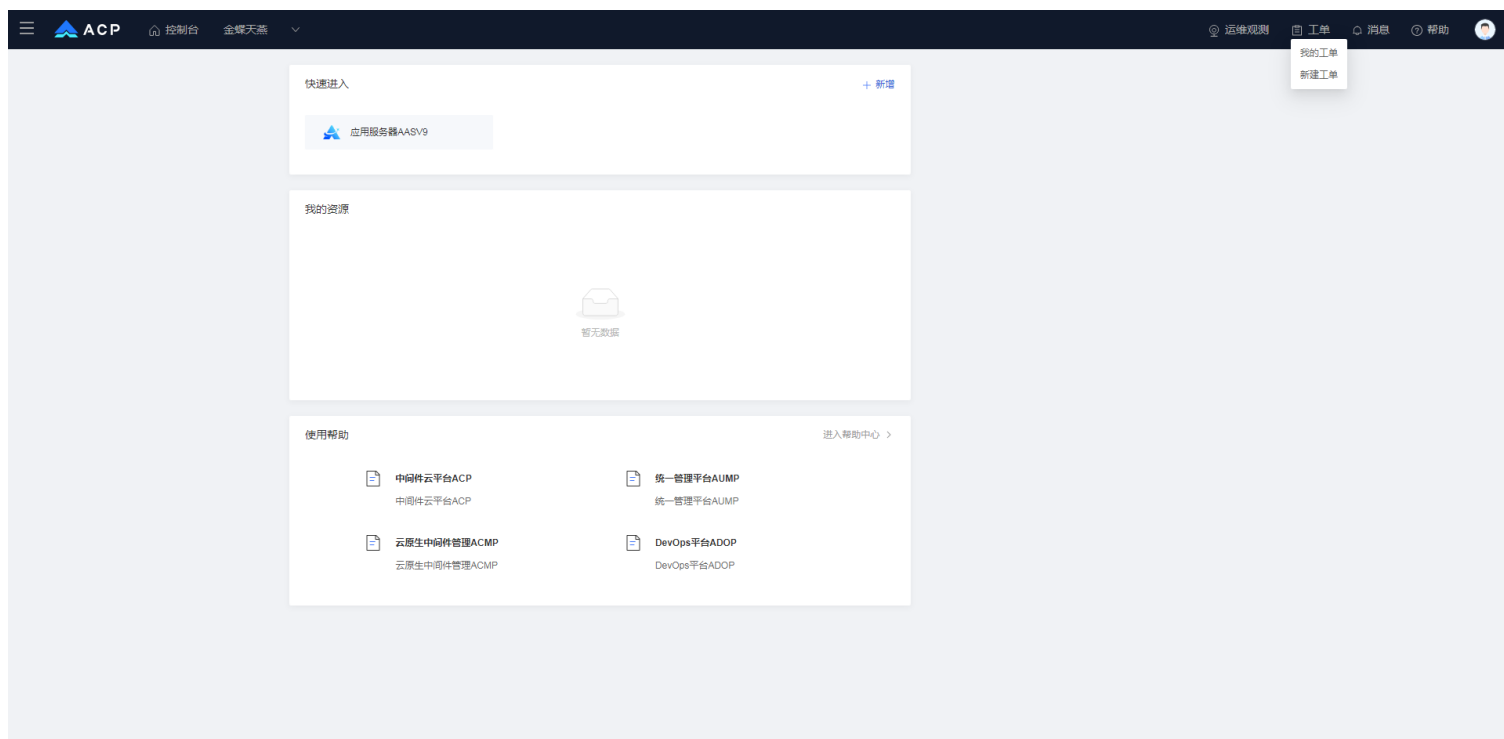 ACP 控制台 金蝶天燕 运维观测 工单 消息 帮助
我的工单
新建工单
快速进入 + 新增
应用服务器AASV9
我的资源
暂无数据
使用帮助 进入帮助中心 >
中间件云平台ACP 统一管理平台AUMP
中间件云平台ACP 统一管理平台AUMP
云原生中间件管理ACMP DevOps平台ADOP
云原生中间件管理ACMP DevOps平台ADOP